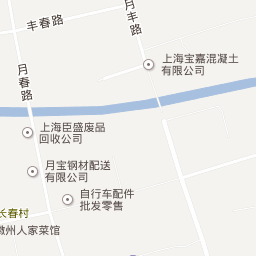 丰春路
月丰路
上海宝嘉混凝土
有限公司
月春路
上海臣盛废品
回收公司
月宝钢材配送
有限公司
自行车配件
批发零售
长春村
徽州人家菜馆